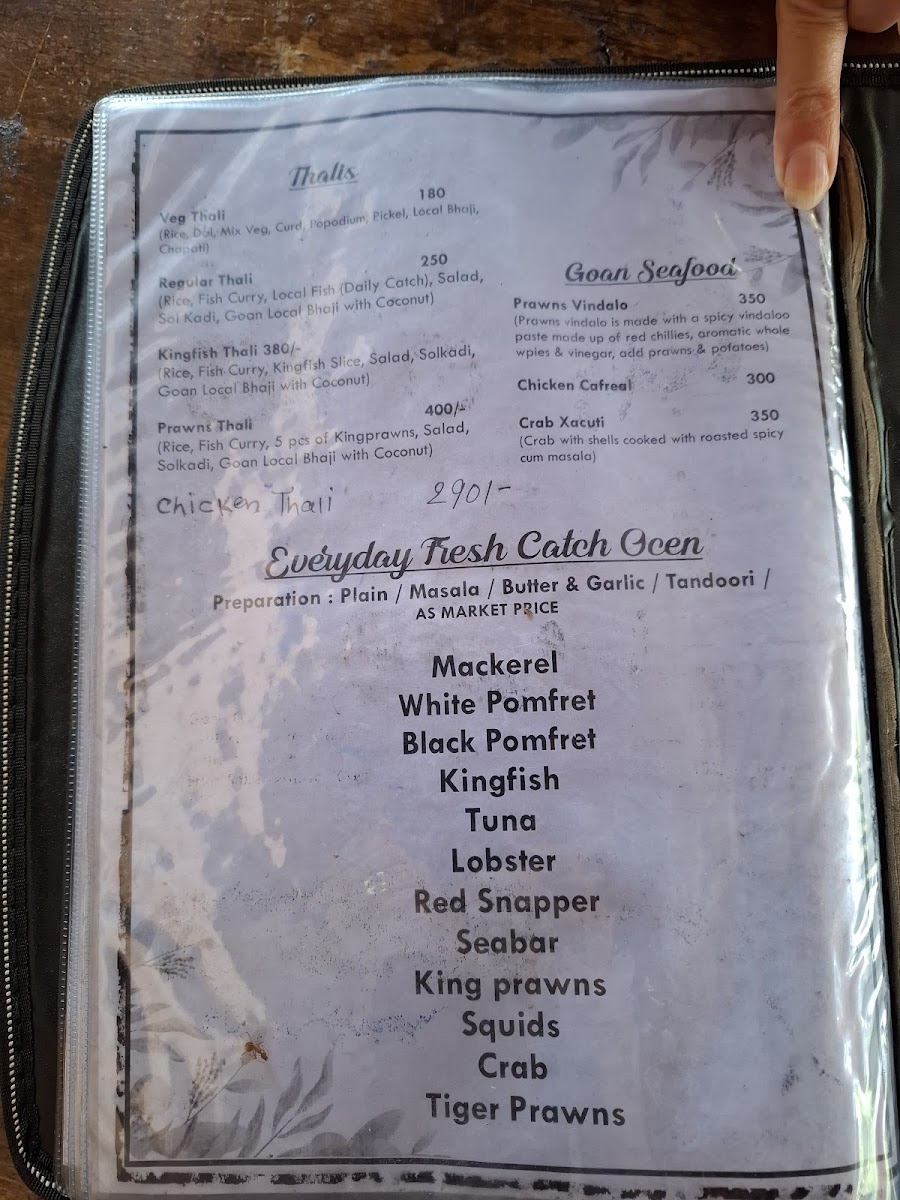 Thalis
Veg Thali 180
(Rice, Dal, Mix Veg, Curd, Popodium, Pickel, Local Bhaji,
Chapati)
Regular Thali 250
(Rice, Fish Curry, Local Fish (Daily Catch), Salad,
Sol Kadi, Goan Local Bhaji with Coconut)
Kingfish Thali 380/-
(Rice, Fish Curry, Kingfish Slice, Salad, Solkadi,
Goan Local Bhaji with Coconut)
Prawns Thali 400/-
(Rice, Fish Curry, 5 pcs of Kingprawns, Salad,
Solkadi, Goan Local Bhaji with Coconut)
Chicken Thali 290/-
Goan Seafood
Prawns Vindalo 350
(Prawns vindalo is made with a spicy vindaloo
paste made up of red chillies, aromatic whole
wpies & vinegar, add prawns & potatoes)
Chicken Cafreal 300
Crab Xacuti 350
(Crab with shells cooked with roasted spicy
cum masala)
Everyday Fresh Catch Ocen
Preparation : Plain / Masala / Butter & Garlic / Tandoori /
AS MARKET PRICE
Mackerel
White Pomfret
Black Pomfret
Kingfish
Tuna
Lobster
Red Snapper
Seabar
King prawns
Squids
Crab
Tiger Prawns